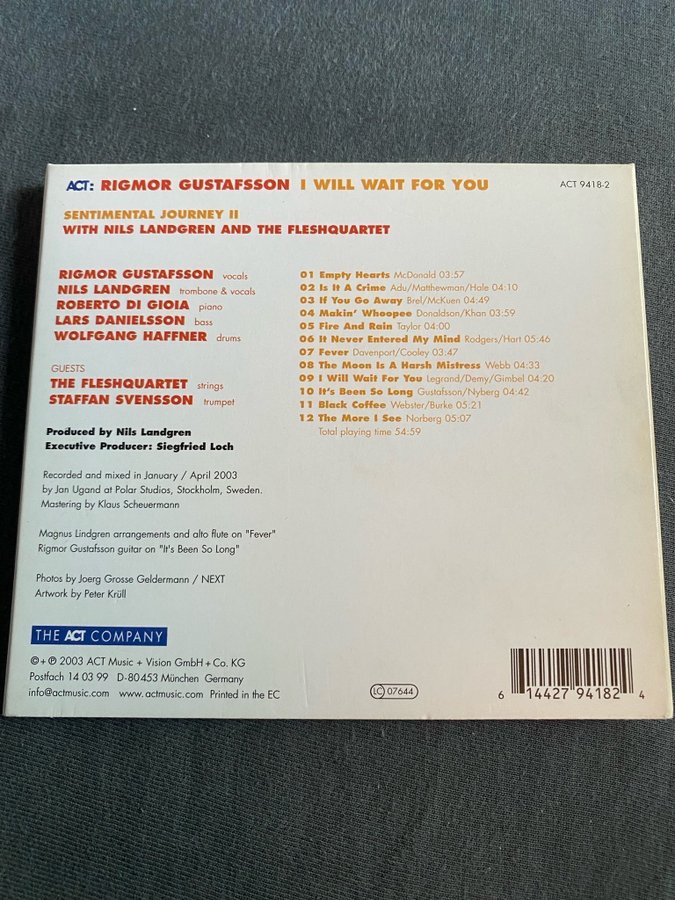 ACT: RIGMOR GUSTAFSSON I WILL WAIT FOR YOU
ACT 9418-2
SENTIMENTAL JOURNEY II
WITH NILS LANDGREN AND THE FLESHQUARTET
RIGMOR GUSTAFSSON vocals
NILS LANDGREN trombone & vocals
ROBERTO DI GIOIA piano
LARS DANIELSSON bass
WOLFGANG HAFFNER drums
GUESTS
THE FLESHQUARTET strings
STAFFAN SVENSSON trumpet
Produced by Nils Landgren
Executive Producer: Siegfried Loch
Recorded and mixed in January / April 2003
by Jan Ugand at Polar Studios, Stockholm, Sweden.
Mastering by Klaus Scheuermann
Magnus Lindgren arrangements and alto flute on "Fever"
Rigmor Gustafsson guitar on "It's Been So Long"
Photos by Joerg Grosse Geldermann / NEXT
Artwork by Peter Krüll
01 Empty Hearts McDonald 03:57
02 Is It A Crime Adu/Matthewman/Hale 04:10
03 If You Go Away Brel/McKuen 04:49
04 Makin' Whoopee Donaldson/Khan 03:59
05 Fire And Rain Taylor 04:00
06 It Never Entered My Mind Rodgers/Hart 05:46
07 Fever Davenport/Cooley 03:47
08 The Moon Is A Harsh Mistress Webb 04:33
09 I Will Wait For You Legrand/Demy/Gimbel 04:20
10 It's Been So Long Gustafsson/Nyberg 04:42
11 Black Coffee Webster/Burke 05:21
12 The More I See Norberg 05:07
Total playing time 54:59
THE ACT COMPANY
©+℗ 2003 ACT Music + Vision GmbH + Co. KG
Postfach 14 03 99 D-80453 München Germany
info@actmusic.com www.actmusic.com Printed in the EC
LC 07644
6 14427 94182 4